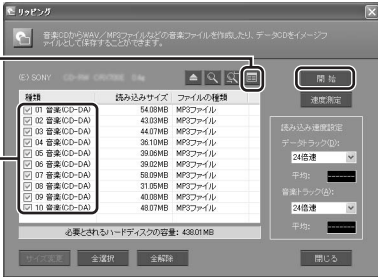 リッピング
音楽CDからWAV／MP3ファイルなどの音楽ファイルを作成したり、データCDをイメージファ
イルとして保存することができます。
(E:) SONY CD-RW CRX175E S4a
開 始
速度測定
種類 読み込みサイズ ファイルの種類
01 音楽(CD-DA) 54.08MB MP3ファイル
02 音楽(CD-DA) 43.03MB MP3ファイル
03 音楽(CD-DA) 44.07MB MP3ファイル
04 音楽(CD-DA) 36.10MB MP3ファイル
05 音楽(CD-DA) 39.06MB MP3ファイル
06 音楽(CD-DA) 39.02MB MP3ファイル
07 音楽(CD-DA) 58.09MB MP3ファイル
08 音楽(CD-DA) 31.05MB MP3ファイル
09 音楽(CD-DA) 40.08MB MP3ファイル
10 音楽(CD-DA) 48.07MB MP3ファイル
読み込み速度設定
データトラック(D):
24倍速
平均:
音楽トラック(A):
24倍速
平均:
必要とされるハードディスクの容量: 438.01MB
サイズ変更 全選択 全解除 閉じる